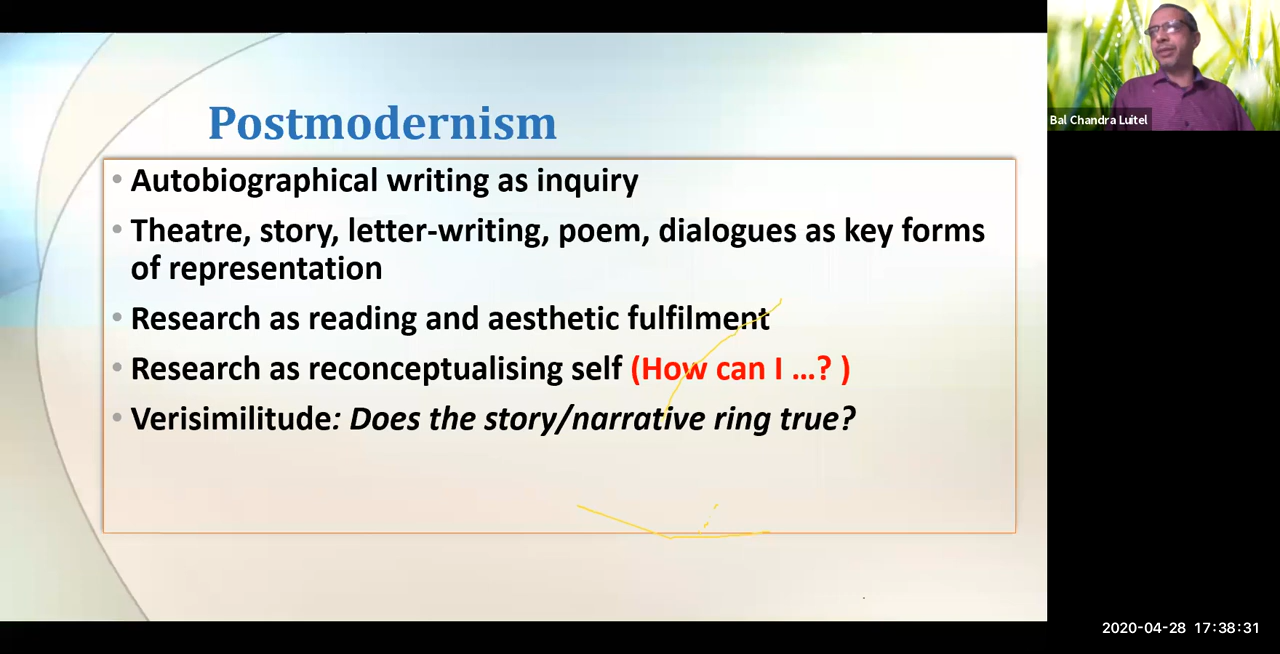 Postmodernism
• Autobiographical writing as inquiry
• Theatre, story, letter-writing, poem, dialogues as key forms
of representation
• Research as reading and aesthetic fulfilment
• Research as reconceptualising self (How can I ...? )
• Verisimilitude: Does the story/narrative ring true?
Bal Chandra Luitel
2020-04-28 17:38:31